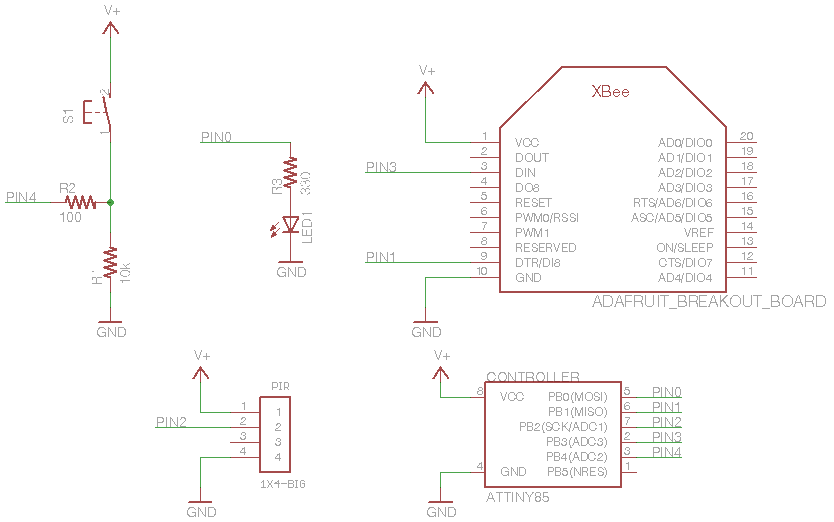 V+
S1
2
1
PIN4
R2
100
R1
10k
GND
PIN0
R3
330
LED1
GND
V+
XBee
PIN3
PIN1
1 VCC AD0/DIO0 20
2 DOUT AD1/DIO1 19
3 DIN AD2/DIO2 18
4 DO8 AD3/DIO3 17
5 RESET RTS/AD6/DIO6 16
6 PWM0/RSSI ASC/AD5/DIO5 15
7 PWM1 VREF 14
8 RESERVED ON/SLEEP 13
9 DTR/DI8 CTS/DIO7 12
10 GND AD4/DIO4 11
ADAFRUIT_BREAKOUT_BOARD
GND
V+
PIR
PIN2
1 1
2 2
3 3
4 4
1X4-BIG
GND
V+
CONTROLLER
8 VCC PB0(MOSI) 5 PIN0
PB1(MISO) 6 PIN1
PB2(SCK/ADC1) 7 PIN2
PB3(ADC3) 2 PIN3
PB4(ADC2) 3 PIN4
4 GND PB5(NRES) 1
ATTINY85
GND